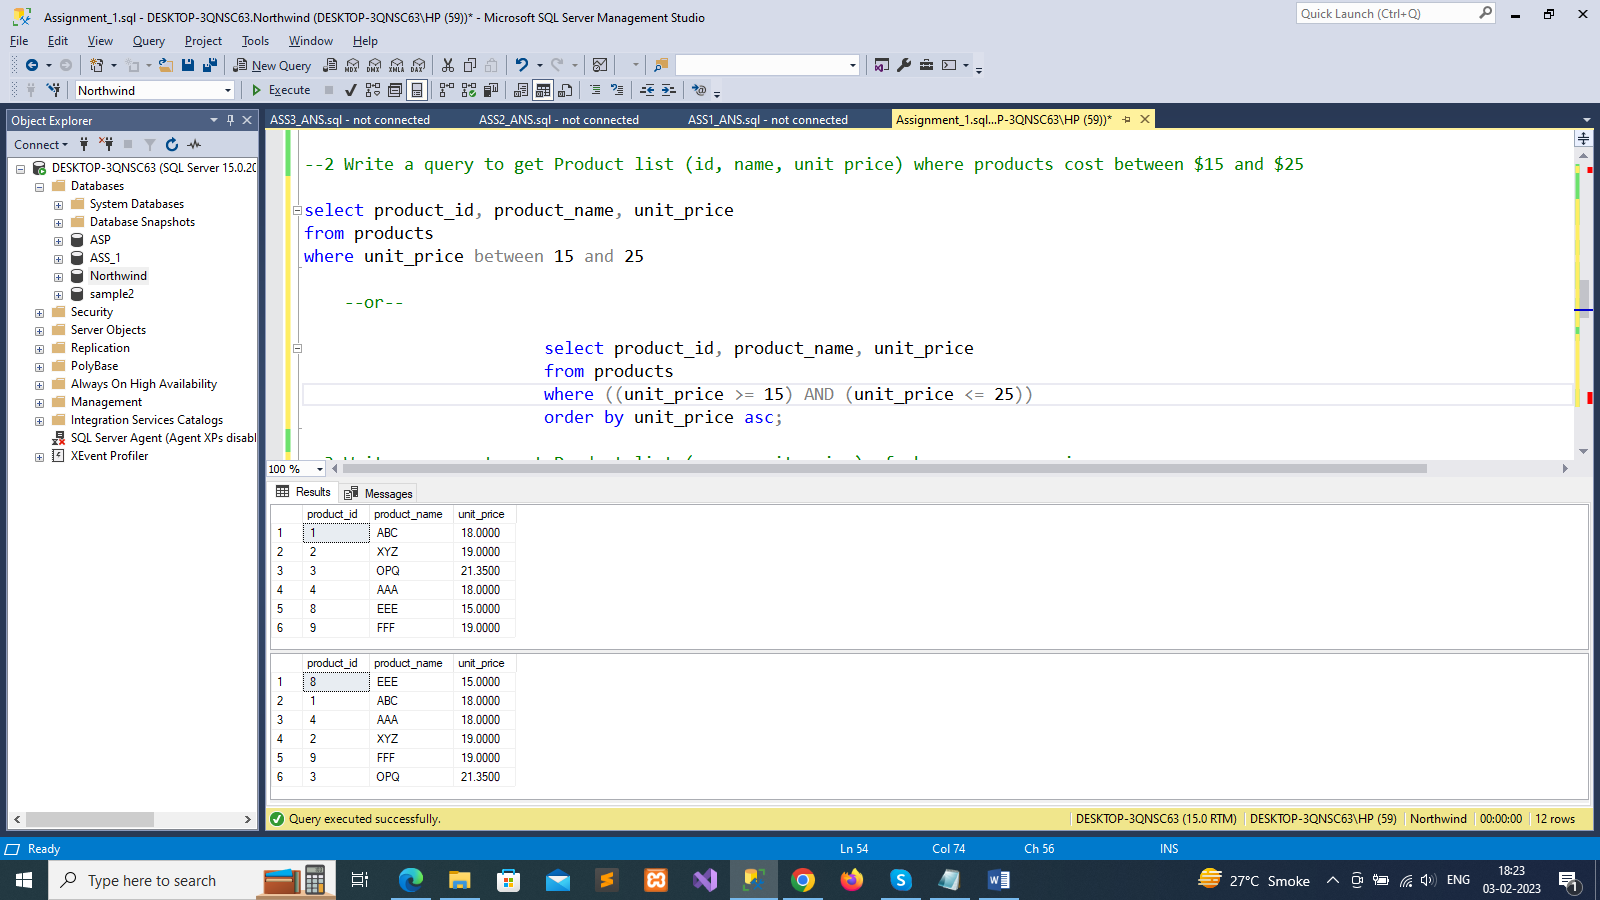 Assignment_1.sql - DESKTOP-3QNSC63.Northwind (DESKTOP-3QNSC63\HP (59))* - Microsoft SQL Server Management Studio
Quick Launch (Ctrl+Q)
File Edit View Query Project Tools Window Help
New Query MDX DMX XMLA DAX
Northwind Execute
Object Explorer
ASS3_ANS.sql - not connected ASS2_ANS.sql - not connected ASS1_ANS.sql - not connected Assignment_1.sql...P-3QNSC63\HP (59))*
Connect
DESKTOP-3QNSC63 (SQL Server 15.0.20
Databases
System Databases
Database Snapshots
ASP
ASS_1
Northwind
sample2
Security
Server Objects
Replication
PolyBase
Always On High Availability
Management
Integration Services Catalogs
SQL Server Agent (Agent XPs disabl
XEvent Profiler
--2 Write a query to get Product list (id, name, unit price) where products cost between $15 and $25
select product_id, product_name, unit_price
from products
where unit_price between 15 and 25
--or--
select product_id, product_name, unit_price
from products
where ((unit_price >= 15) AND (unit_price <= 25))
order by unit_price asc;
100 %
Results Messages
product_id product_name unit_price
1 1 ABC 18.0000
2 2 XYZ 19.0000
3 3 OPQ 21.3500
4 4 AAA 18.0000
5 8 EEE 15.0000
6 9 FFF 19.0000
product_id product_name unit_price
1 8 EEE 15.0000
2 1 ABC 18.0000
3 4 AAA 18.0000
4 2 XYZ 19.0000
5 9 FFF 19.0000
6 3 OPQ 21.3500
Query executed successfully. DESKTOP-3QNSC63 (15.0 RTM) DESKTOP-3QNSC63\HP (59) Northwind 00:00:00 12 rows
Ready Ln 54 Col 74 Ch 56 INS
Type here to search
27°C Smoke ENG 18:23
03-02-2023 1